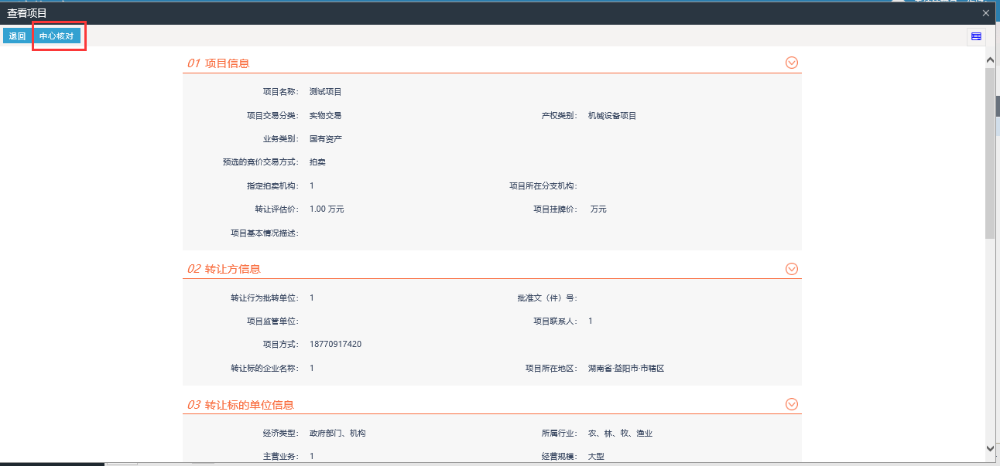 查看项目
退回 中心核对
01 项目信息
项目名称： 测试项目
项目交易分类： 实物交易 产权类别： 机械设备项目
业务类别： 国有资产
预选的竞价交易方式： 拍卖
指定拍卖机构： 1 项目所在分支机构：
转让评估价： 1.00 万元 项目挂牌价： 万元
项目基本情况描述：
02 转让方信息
转让行为批转单位： 1 批准文（件）号：
项目监管单位： 项目联系人： 1
项目方式： 18770917420
转让标的企业名称： 1 项目所在地区： 湖南省·益阳市·市辖区
03 转让标的单位信息
经济类型： 政府部门、机构 所属行业： 农、林、牧、渔业
主营业务： 1 经营规模： 大型